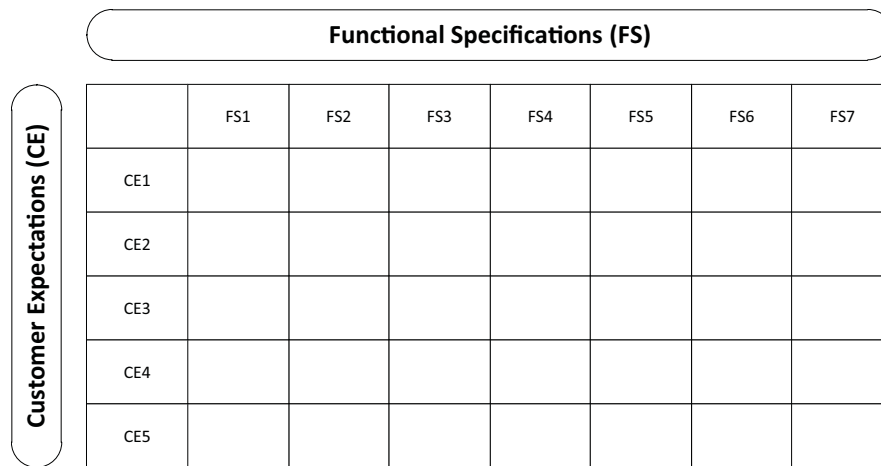 Functional Specifications (FS)
Customer Expectations (CE)
FS1 FS2 FS3 FS4 FS5 FS6 FS7
CE1
CE2
CE3
CE4
CE5